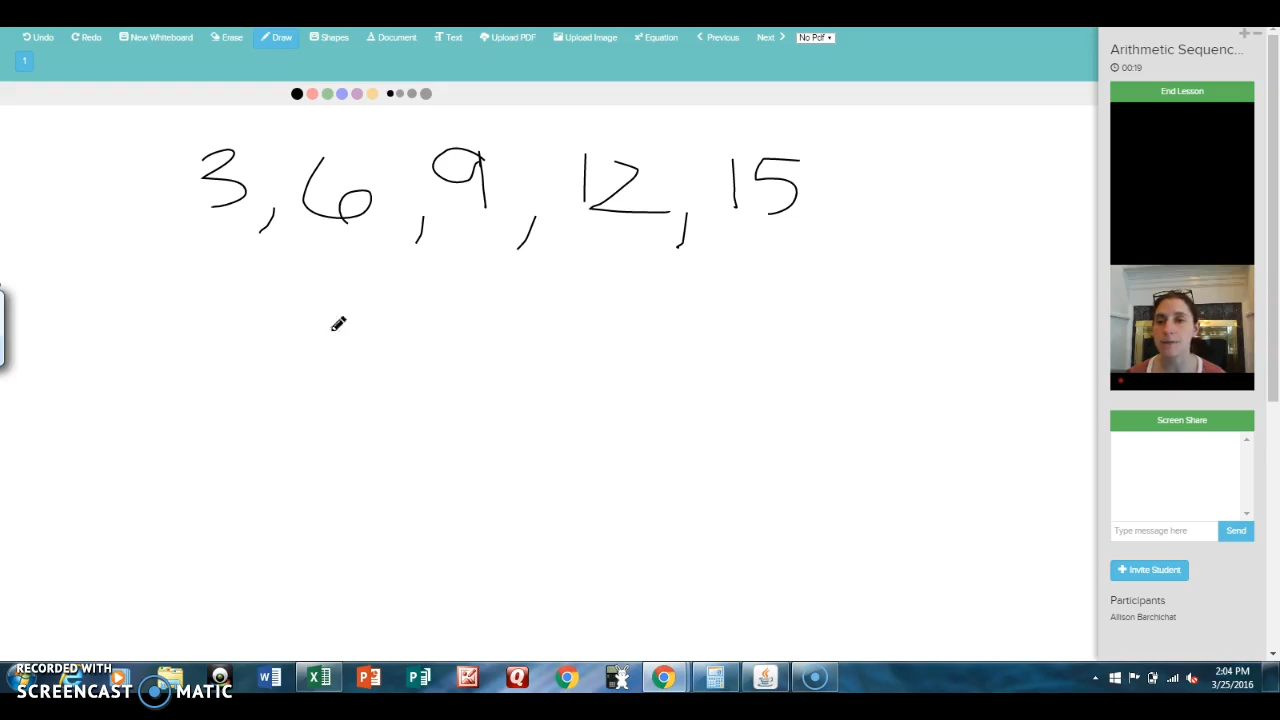 Undo Redo New Whiteboard Erase Draw Shapes Document Text Upload PDF Upload Image x² Equation Previous Next No Pdf
1
Arithmetic Sequenc...
00:19
End Lesson
3, 6, 9, 12, 15
Screen Share
Type message here Send
Invite Student
Participants
Allison Barchichat
RECORDED WITH
SCREENCAST MATIC
2:04 PM
3/25/2016